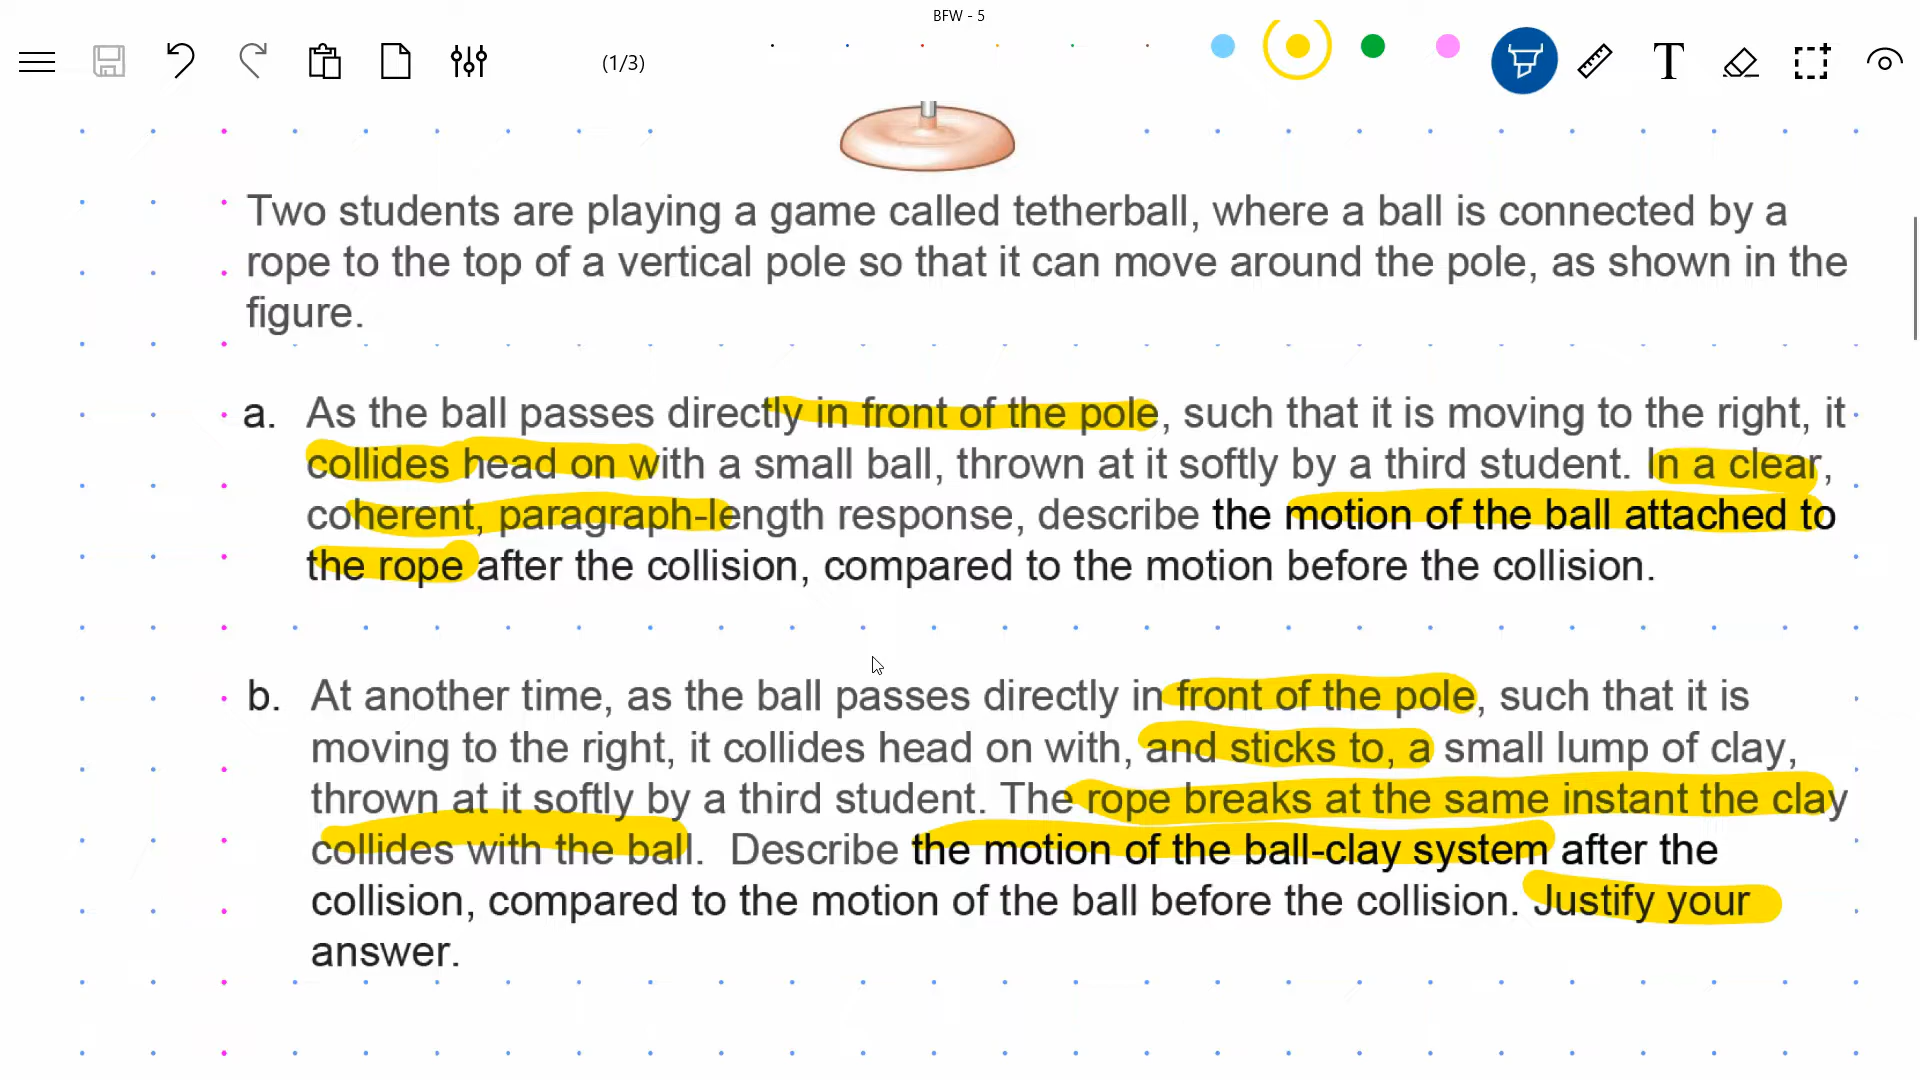 BFW - 5
(1/3)
T
Two students are playing a game called tetherball, where a ball is connected by a
rope to the top of a vertical pole so that it can move around the pole, as shown in the
figure.
a. As the ball passes directly in front of the pole, such that it is moving to the right, it
collides head on with a small ball, thrown at it softly by a third student. In a clear,
coherent, paragraph-length response, describe the motion of the ball attached to
the rope after the collision, compared to the motion before the collision.
b. At another time, as the ball passes directly in front of the pole, such that it is
moving to the right, it collides head on with, and sticks to, a small lump of clay,
thrown at it softly by a third student. The rope breaks at the same instant the clay
collides with the ball. Describe the motion of the ball-clay system after the
collision, compared to the motion of the ball before the collision. Justify your
answer.